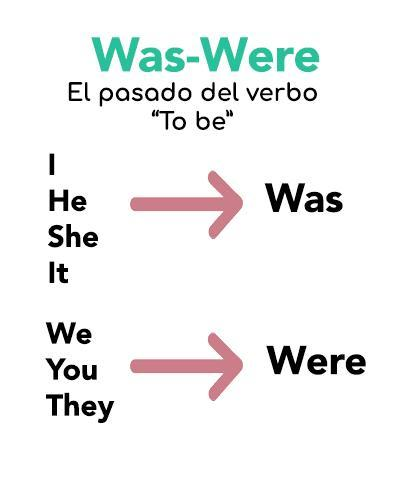 Was-Were
El pasado del verbo
“To be”
I
He
She
It
Was
We
You
They
Were